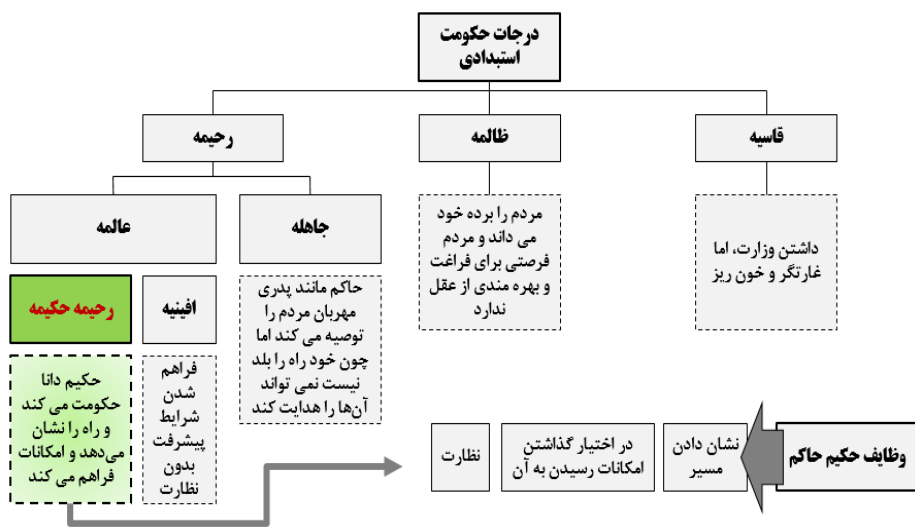 درجات حکومت
استبدادی
قاسیه
ظالمه
رحیمه
داشتن وزارت، اما
غارتگر و خون ریز
مردم را برده خود
می داند و مردم
فرصتی برای فراغت
و بهره مندی از عقل
ندارد
جاهله
عالمه
حاکم مانند پدری
مهربان مردم را
توصیه می کند اما
چون خود راه را بلد
نیست نمی تواند
آن‌ها را هدایت کند
افینیه
رحیمه حکیمه
فراهم
شدن
شرایط
پیشرفت
بدون
نظارت
حکیم دانا
حکومت می کند
و راه را نشان
می‌دهد و امکانات
فراهم می کند
وظایف حکیم حاکم
نشان دادن
مسیر
در اختیار گذاشتن
امکانات رسیدن به آن
نظارت